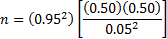 n = (0.95²) [ (0.50)(0.50) / 0.05² ]